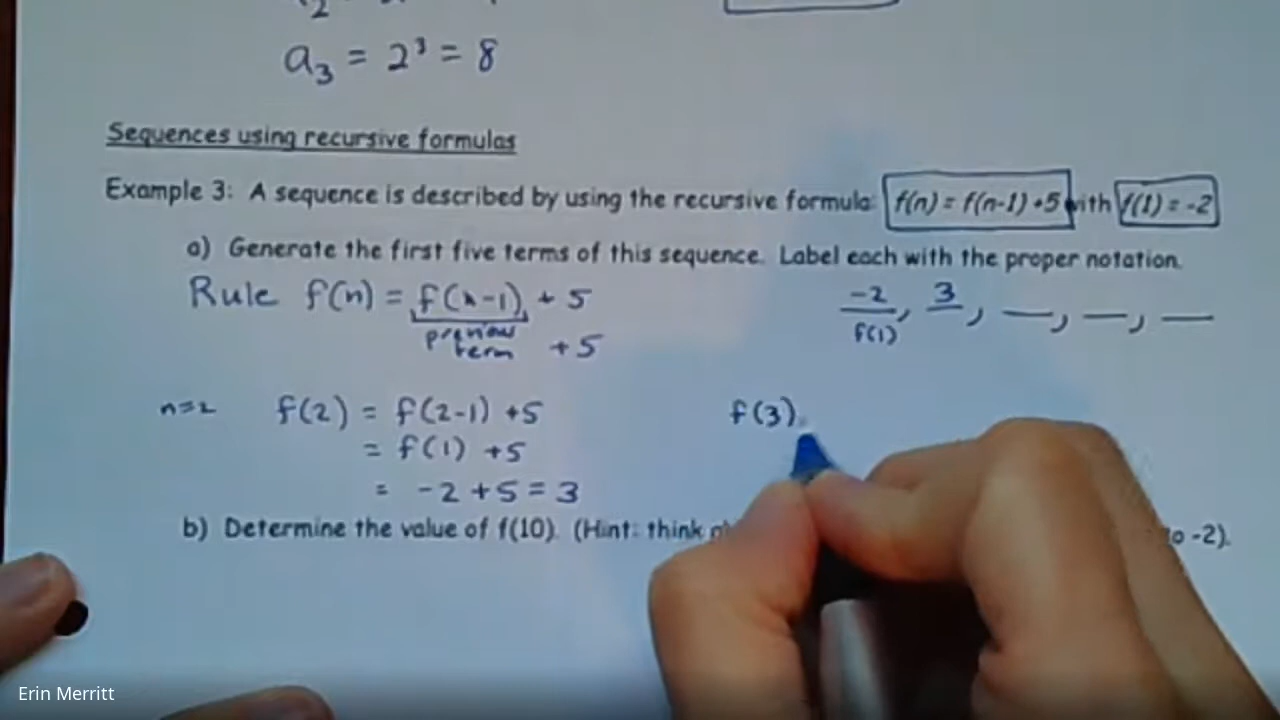 a₃ = 2³ = 8
Sequences using recursive formulas
Example 3: A sequence is described by using the recursive formula: f(n) = f(n-1) +5 with f(1) = -2
a) Generate the first five terms of this sequence. Label each with the proper notation.
Rule f(n) = f(n-1) + 5
previous term +5
-2, 3, __, __, __
f(1)
n=2 f(2) = f(2-1) +5
= f(1) +5
= -2 +5 = 3
f(3)
b) Determine the value of f(10). (Hint: think -2).
Erin Merritt